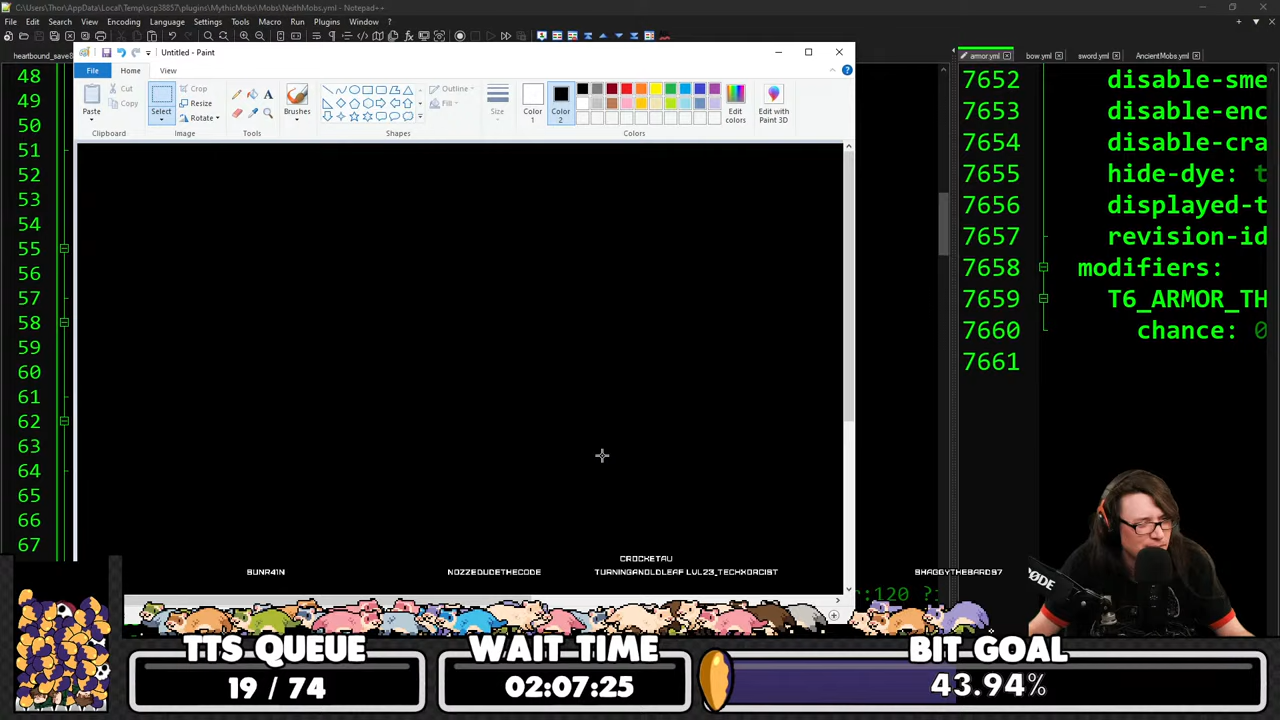 C:\Users\Thor\AppData\Local\Temp\scp38857\plugins\MythicMobs\Mobs\NeithMobs.yml - Notepad++
File Edit Search View Encoding Language Settings Tools Macro Run Plugins Window ?
heartbound_save
armor.yml bow.yml sword.yml AncientMobs.yml
Untitled - Paint
File Home View
Paste Cut Copy
Select Crop Resize Rotate
Brushes
Outline Fill
Size
Color 1
Color 2
Edit colors
Edit with Paint 3D
Clipboard Image Tools Shapes Colors
48
49
50
51
52
53
54
55
56
57
58
59
60
61
62
63
64
65
66
67
7652 disable-sme
7653 disable-enc
7654 disable-cra
7655 hide-dye: t
7656 displayed-t
7657 revision-id
7658 modifiers:
7659 T6_ARMOR_TH
7660 chance: 0
7661
:120 ?
CROCKETAU
BUNR41N NOZZEDUDETHECODE TURNINGANOLDLEAF LVL23_TECHXORCIST SHAGGYTHEBARD87
RØDE
TTS QUEUE
19 / 74
WAIT TIME
02:07:25
BIT GOAL
43.94%